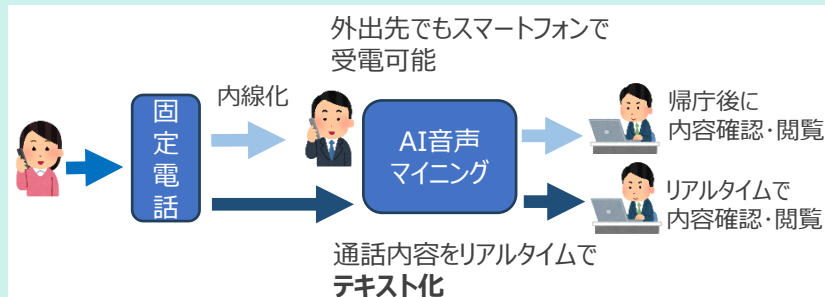 外出先でもスマートフォンで
受電可能
固定電話
内線化
AI音声
マイニング
帰庁後に
内容確認・閲覧
リアルタイムで
内容確認・閲覧
通話内容をリアルタイムで
テキスト化